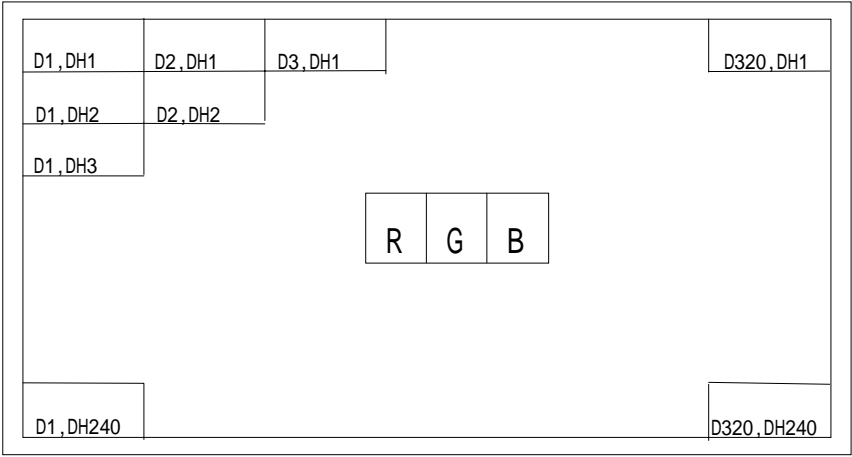 D1,DH1 D2,DH1 D3,DH1 D320,DH1
D1,DH2 D2,DH2
D1,DH3
R G B
D1,DH240 D320,DH240